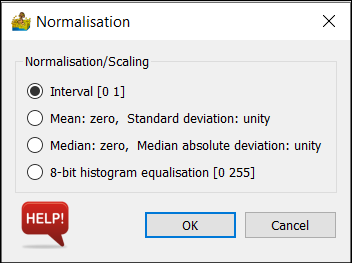 Normalisation
Normalisation/Scaling
Interval [0 1]
Mean: zero, Standard deviation: unity
Median: zero, Median absolute deviation: unity
8-bit histogram equalisation [0 255]
HELP!
OK
Cancel